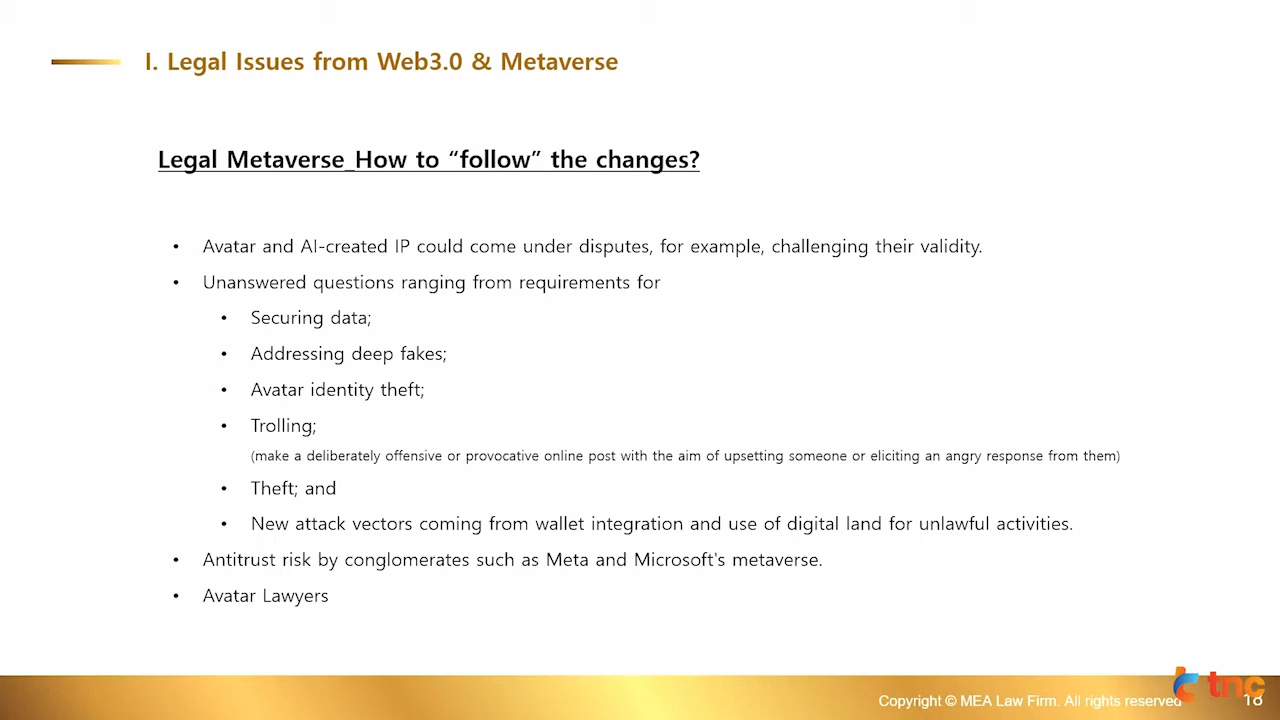 I. Legal Issues from Web3.0 & Metaverse
Legal Metaverse_How to “follow” the changes?
• Avatar and AI-created IP could come under disputes, for example, challenging their validity.
• Unanswered questions ranging from requirements for
• Securing data;
• Addressing deep fakes;
• Avatar identity theft;
• Trolling;
(make a deliberately offensive or provocative online post with the aim of upsetting someone or eliciting an angry response from them)
• Theft; and
• New attack vectors coming from wallet integration and use of digital land for unlawful activities.
• Antitrust risk by conglomerates such as Meta and Microsoft's metaverse.
• Avatar Lawyers
Copyright © MEA Law Firm. All rights reserved
tnc